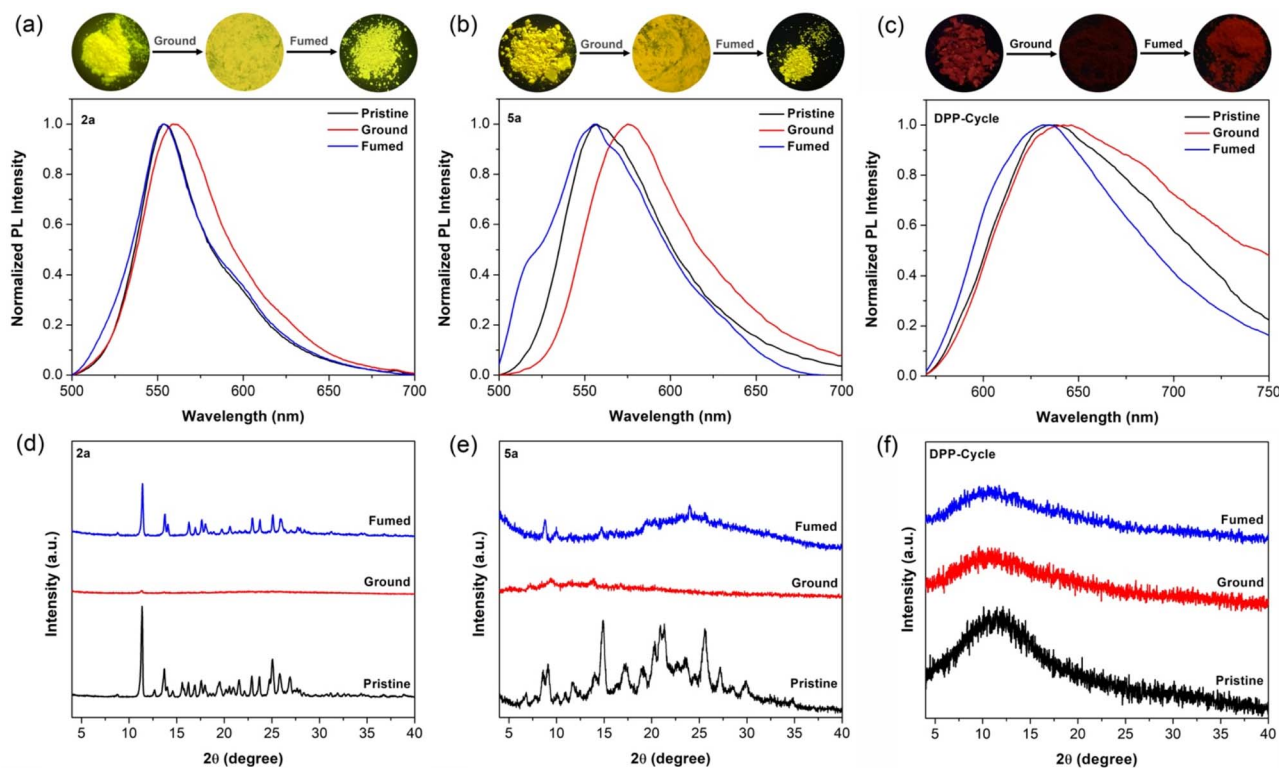 (a)
Ground
Fumed
(b)
Ground
Fumed
(c)
Ground
Fumed
2a
Pristine
Ground
Fumed
1.0
0.8
0.6
0.4
0.2
0.0
Normalized PL Intensity
500
550
600
650
700
Wavelength (nm)
5a
Pristine
Ground
Fumed
1.0
0.8
0.6
0.4
0.2
0.0
Normalized PL Intensity
500
550
600
650
700
Wavelength (nm)
DPP-Cycle
Pristine
Ground
Fumed
1.0
0.8
0.6
0.4
0.2
0.0
Normalized PL Intensity
600
650
700
750
Wavelength (nm)
(d)
2a
Fumed
Ground
Pristine
Intensity (a.u.)
5
10
15
20
25
30
35
40
2θ (degree)
(e)
5a
Fumed
Ground
Pristine
Intensity (a.u.)
5
10
15
20
25
30
35
40
2θ (degree)
(f)
DPP-Cycle
Fumed
Ground
Pristine
Intensity (a.u.)
5
10
15
20
25
30
35
40
2θ (degree)